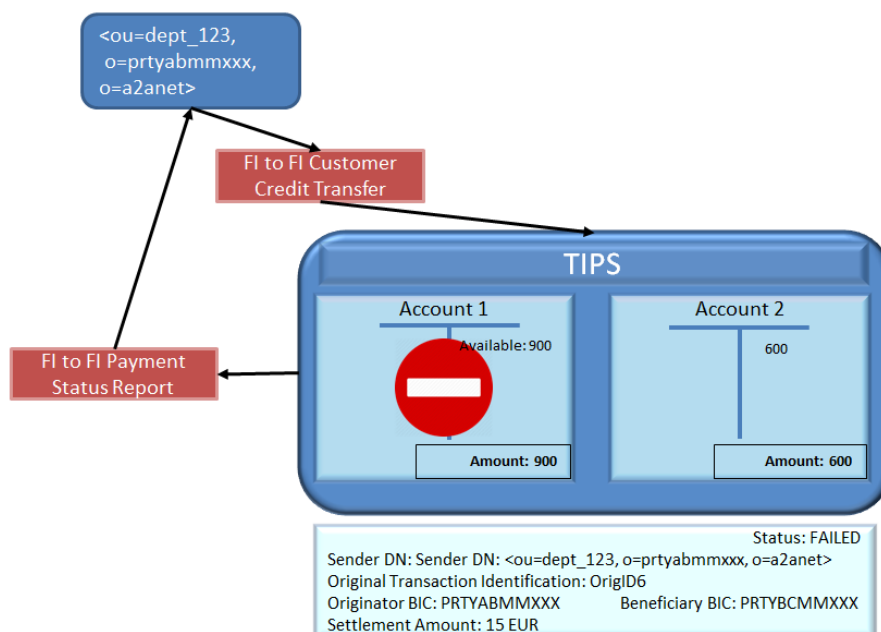 <ou=dept_123,
o=prtyabmmxxx,
o=a2anet>
FI to FI Customer
Credit Transfer
TIPS
Account 1
Available: 900
Amount: 900
Account 2
600
Amount: 600
FI to FI Payment
Status Report
Status: FAILED
Sender DN: Sender DN: <ou=dept_123, o=prtyabmmxxx, o=a2anet>
Original Transaction Identification: OrigID6
Originator BIC: PRTYABMMXXX Beneficiary BIC: PRTYBCMMXXX
Settlement Amount: 15 EUR